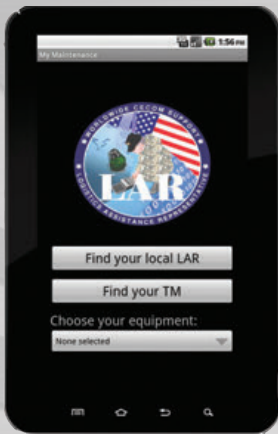 1:56 PM
My Maintenance
WORLDWIDE CECOM SUPPORT
LAR
LOGISTICS ASSISTANCE REPRESENTATIVE
Find your local LAR
Find your TM
Choose your equipment:
None selected